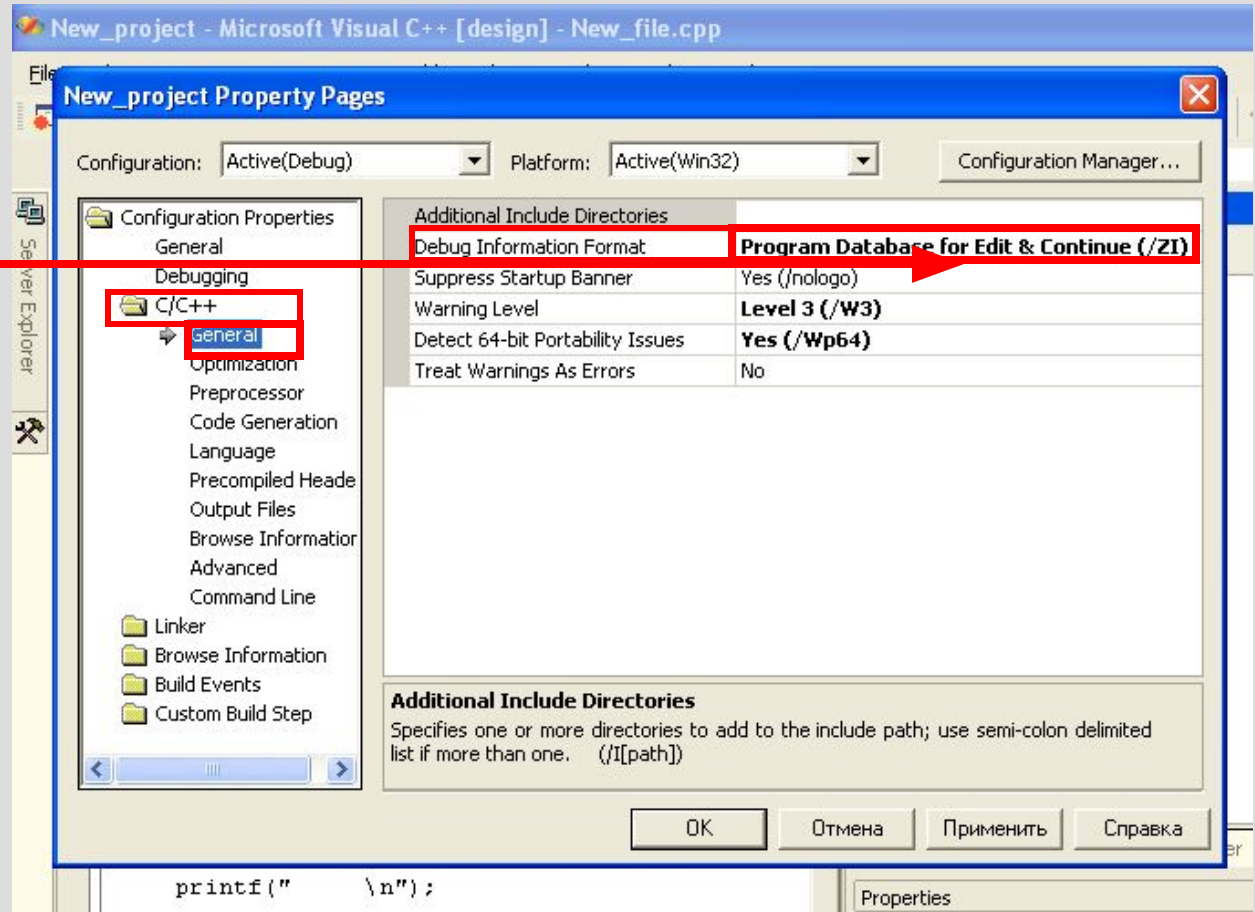 New_project - Microsoft Visual C++ [design] - New_file.cpp
File
New_project Property Pages
Configuration: Active(Debug) Platform: Active(Win32) Configuration Manager...
Server Explorer
Configuration Properties
General
Debugging
C/C++
General
Optimization
Preprocessor
Code Generation
Language
Precompiled Heade
Output Files
Browse Informatior
Advanced
Command Line
Linker
Browse Information
Build Events
Custom Build Step
Additional Include Directories
Debug Information Format Program Database for Edit & Continue (/ZI)
Suppress Startup Banner Yes (/nologo)
Warning Level Level 3 (/W3)
Detect 64-bit Portability Issues Yes (/Wp64)
Treat Warnings As Errors No
Additional Include Directories
Specifies one or more directories to add to the include path; use semi-colon delimited
list if more than one. (/I[path])
OK Отмена Применить Справка
er
printf(" \n");
Properties